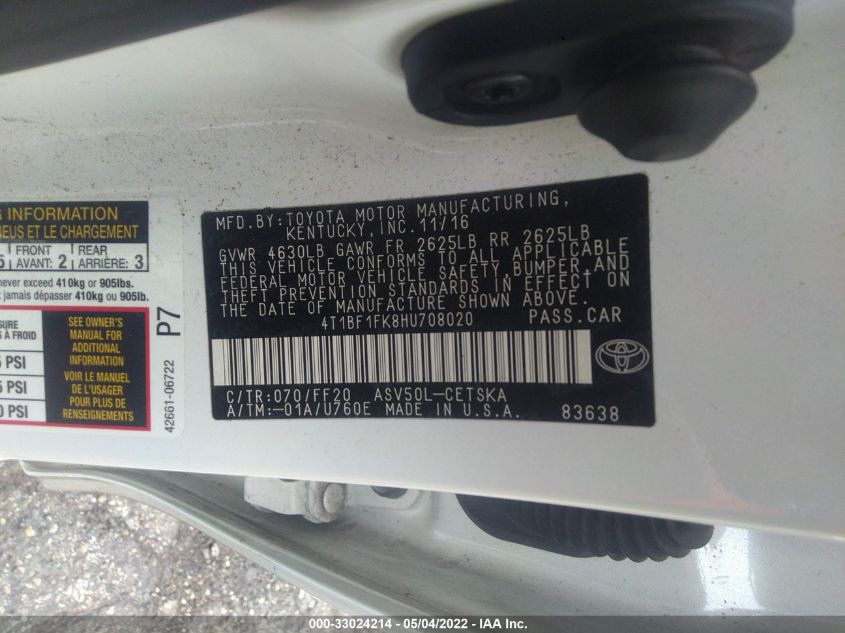 G INFORMATION
NEUS ET LE CHARGEMENT
5 FRONT AVANT: 2 REAR ARRIÈRE: 3
never exceed 410kg or 905lbs.
t jamais dépasser 410kg ou 905lb.
SURE
S À FROID
PSI
5 PSI
0 PSI
SEE OWNER'S
MANUAL FOR
ADDITIONAL
INFORMATION
VOIR LE MANUEL
DE L'USAGER
POUR PLUS DE
RENSEIGNEMENTS
P7
42661-06722
MFD.BY:TOYOTA MOTOR MANUFACTURING,
KENTUCKY,INC.11/16
GVWR 4630LB GAWR FR 2625LB RR 2625LB
THIS VEHICLE CONFORMS TO ALL APPLICABLE
FEDERAL MOTOR VEHICLE SAFETY,BUMPER,AND
THEFT PREVENTION STANDARDS IN EFFECT ON
THE DATE OF MANUFACTURE SHOWN ABOVE.
4T1BF1FK8HU708020 PASS.CAR
TOYOTA
C/TR:070/FF20 ASV50L-CETSKA
A/TM:-01A/U760E MADE IN U.S.A. 83638
000-33024214 - 05/04/2022 - IAA Inc.